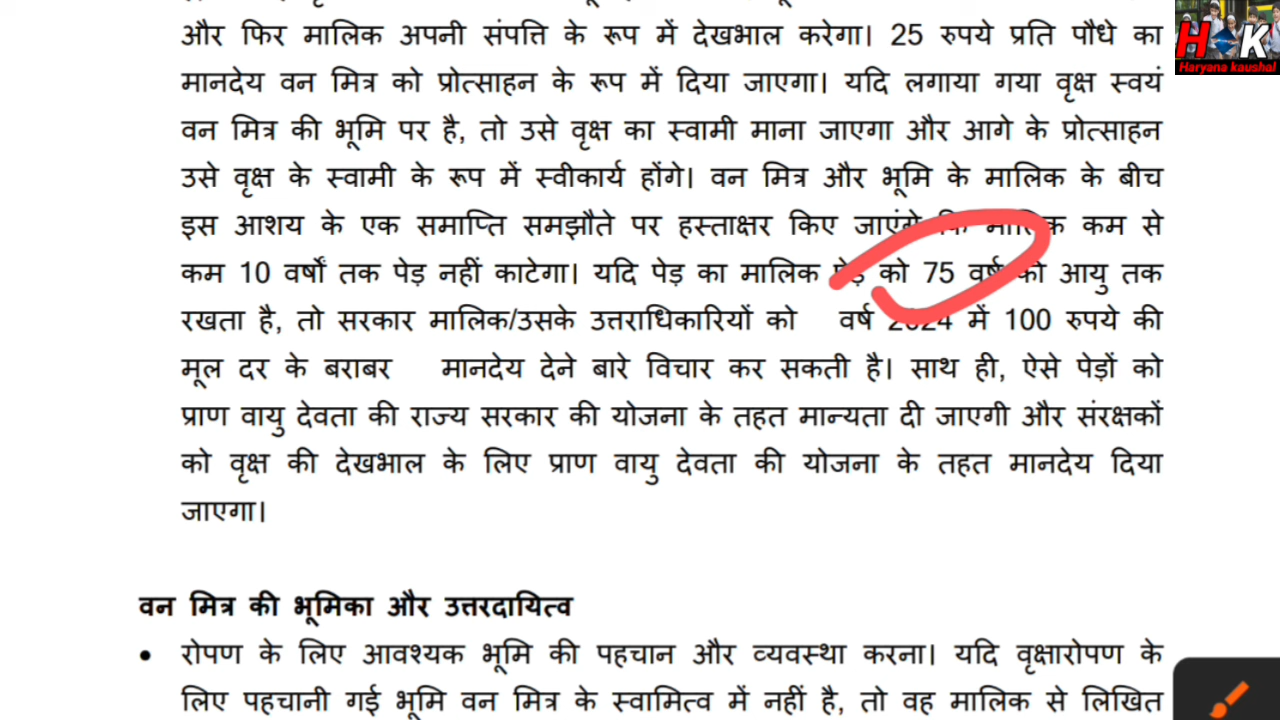 और फिर मालिक अपनी संपत्ति के रूप में देखभाल करेगा। 25 रुपये प्रति पौधे का
मानदेय वन मित्र को प्रोत्साहन के रूप में दिया जाएगा। यदि लगाया गया वृक्ष स्वयं
वन मित्र की भूमि पर है, तो उसे वृक्ष का स्वामी माना जाएगा और आगे के प्रोत्साहन
उसे वृक्ष के स्वामी के रूप में स्वीकार्य होंगे। वन मित्र और भूमि के मालिक के बीच
इस आशय के एक समाप्ति समझौते पर हस्ताक्षर किए जाएंगे कि मालिक कम से
कम 10 वर्षों तक पेड़ नहीं काटेगा। यदि पेड़ का मालिक पेड़ को 75 वर्ष की आयु तक
रखता है, तो सरकार मालिक/उसके उत्तराधिकारियों को वर्ष 2024 में 100 रुपये की
मूल दर के बराबर मानदेय देने बारे विचार कर सकती है। साथ ही, ऐसे पेड़ों को
प्राण वायु देवता की राज्य सरकार की योजना के तहत मान्यता दी जाएगी और संरक्षकों
को वृक्ष की देखभाल के लिए प्राण वायु देवता की योजना के तहत मानदेय दिया
जाएगा।
वन मित्र की भूमिका और उत्तरदायित्व
• रोपण के लिए आवश्यक भूमि की पहचान और व्यवस्था करना। यदि वृक्षारोपण के
लिए पहचानी गई भूमि वन मित्र के स्वामित्व में नहीं है, तो वह मालिक से लिखित
H K
Haryana kaushal